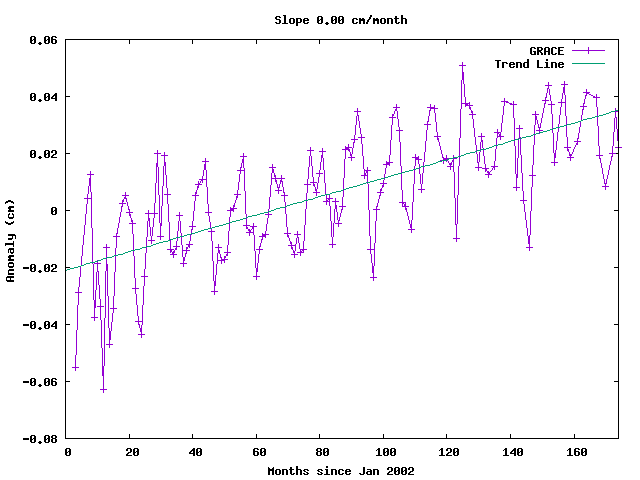 Slope 0.00 cm/month
0.06
GRACE
Trend Line
0.04
0.02
0
-0.02
-0.04
-0.06
-0.08
Anomaly (cm)
0 20 40 60 80 100 120 140 160
Months since Jan 2002